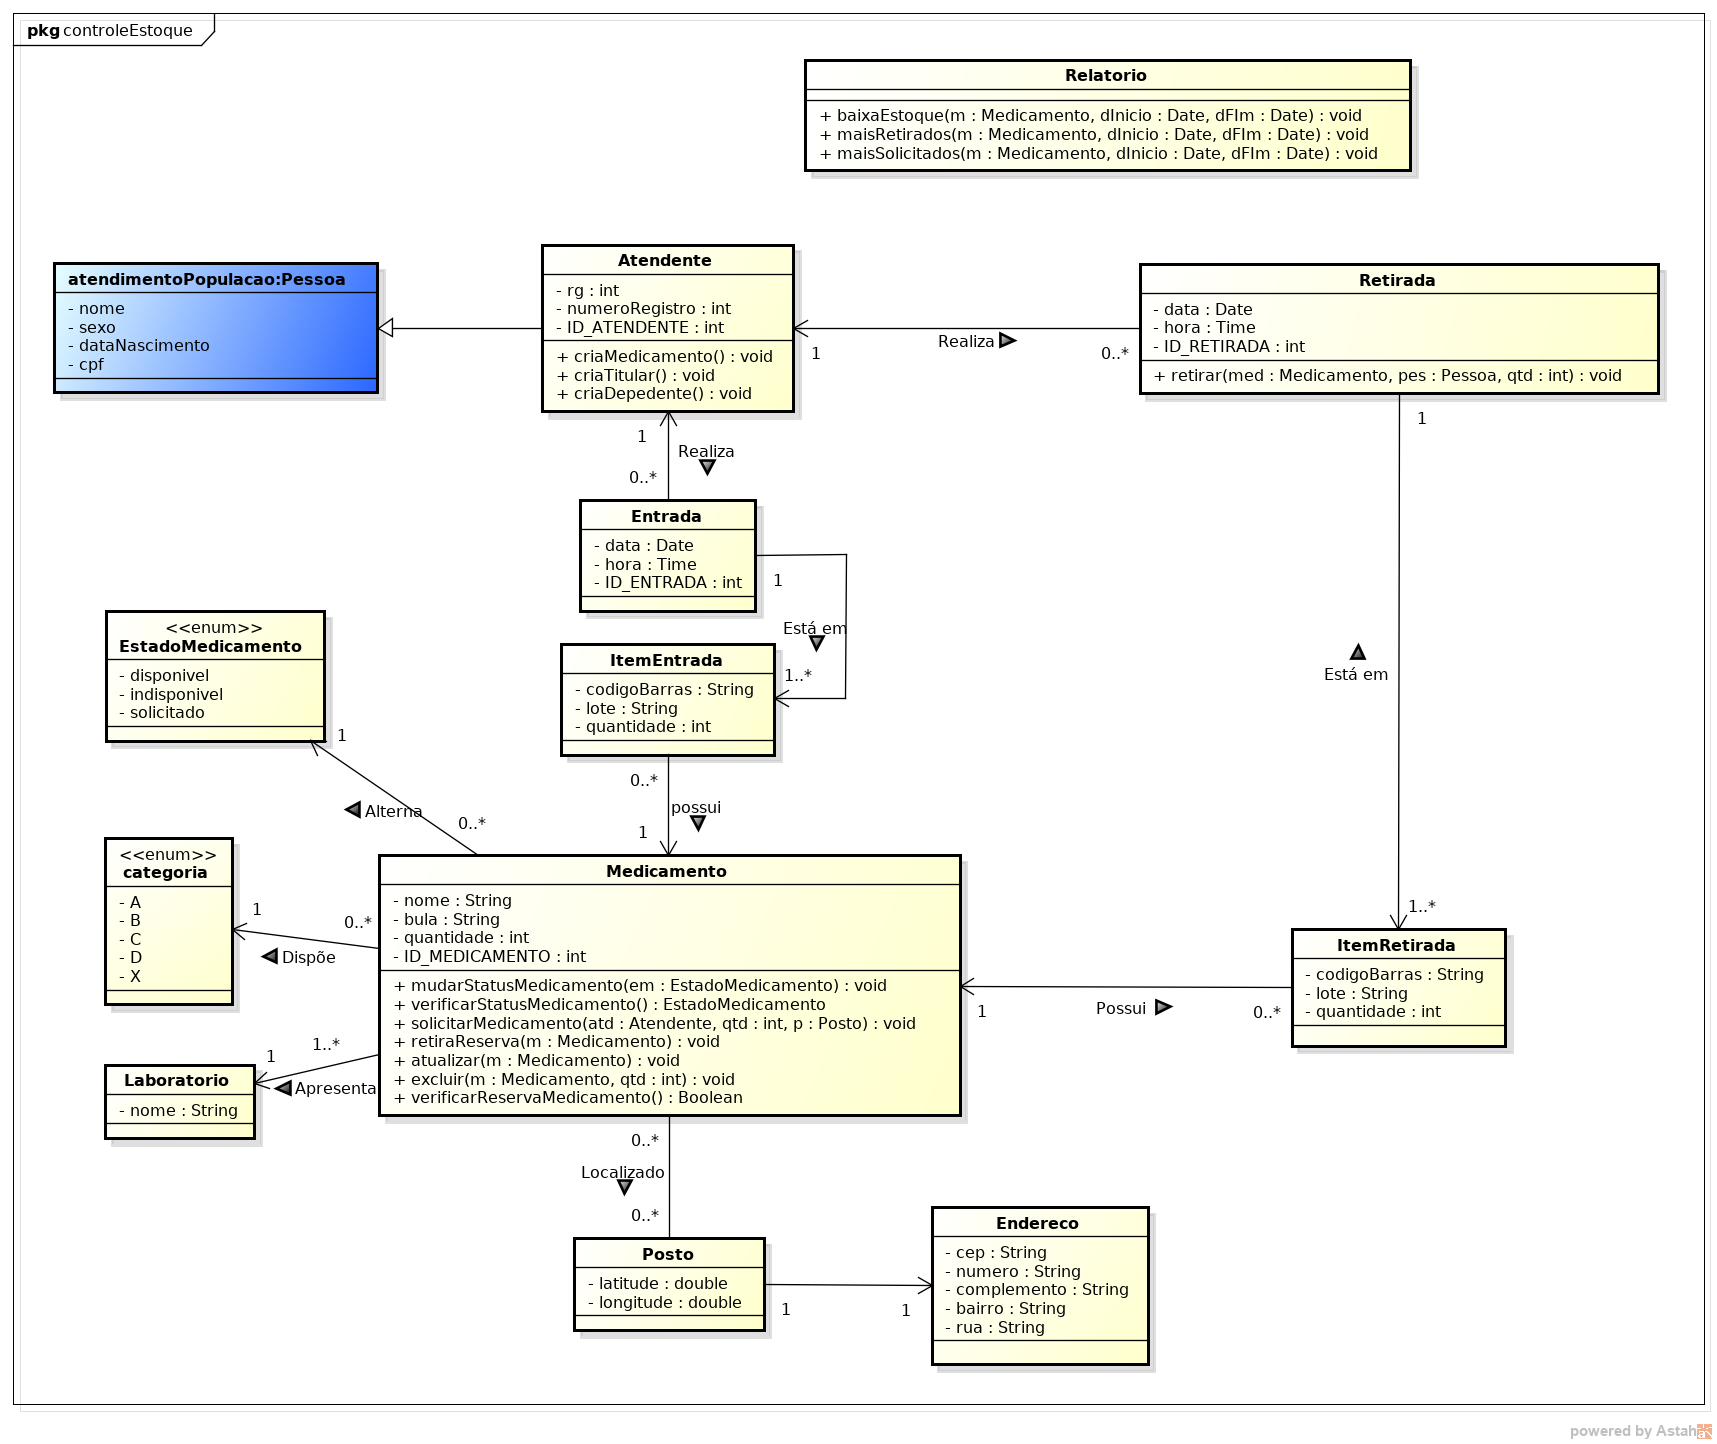 pkg controleEstoque
Relatorio
+ baixaEstoque(m : Medicamento, dInicio : Date, dFIm : Date) : void
+ maisRetirados(m : Medicamento, dInicio : Date, dFIm : Date) : void
+ maisSolicitados(m : Medicamento, dInicio : Date, dFIm : Date) : void
atendimentoPopulacao:Pessoa
- nome
- sexo
- dataNascimento
- cpf
Atendente
- rg : int
- numeroRegistro : int
- ID_ATENDENTE : int
+ criaMedicamento() : void
+ criaTitular() : void
+ criaDepedente() : void
1
Realiza
0..*
Retirada
- data : Date
- hora : Time
- ID_RETIRADA : int
+ retirar(med : Medicamento, pes : Pessoa, qtd : int) : void
1
1
Realiza
0..*
Entrada
- data : Date
- hora : Time
- ID_ENTRADA : int
1
Está em
1..*
ItemEntrada
- codigoBarras : String
- lote : String
- quantidade : int
Está em
1..*
<<enum>>
EstadoMedicamento
- disponivel
- indisponivel
- solicitado
1
Alterna
0..*
0..*
possui
1
<<enum>>
categoria
- A
- B
- C
- D
- X
1
0..*
Dispõe
Medicamento
- nome : String
- bula : String
- quantidade : int
- ID_MEDICAMENTO : int
+ mudarStatusMedicamento(em : EstadoMedicamento) : void
+ verificarStatusMedicamento() : EstadoMedicamento
+ solicitarMedicamento(atd : Atendente, qtd : int, p : Posto) : void
+ retiraReserva(m : Medicamento) : void
+ atualizar(m : Medicamento) : void
+ excluir(m : Medicamento, qtd : int) : void
+ verificarReservaMedicamento() : Boolean
1
Possui
0..*
ItemRetirada
- codigoBarras : String
- lote : String
- quantidade : int
1..*
1
Apresenta
Laboratorio
- nome : String
0..*
Localizado
0..*
Posto
- latitude : double
- longitude : double
1
1
Endereco
- cep : String
- numero : String
- complemento : String
- bairro : String
- rua : String
powered by Astah